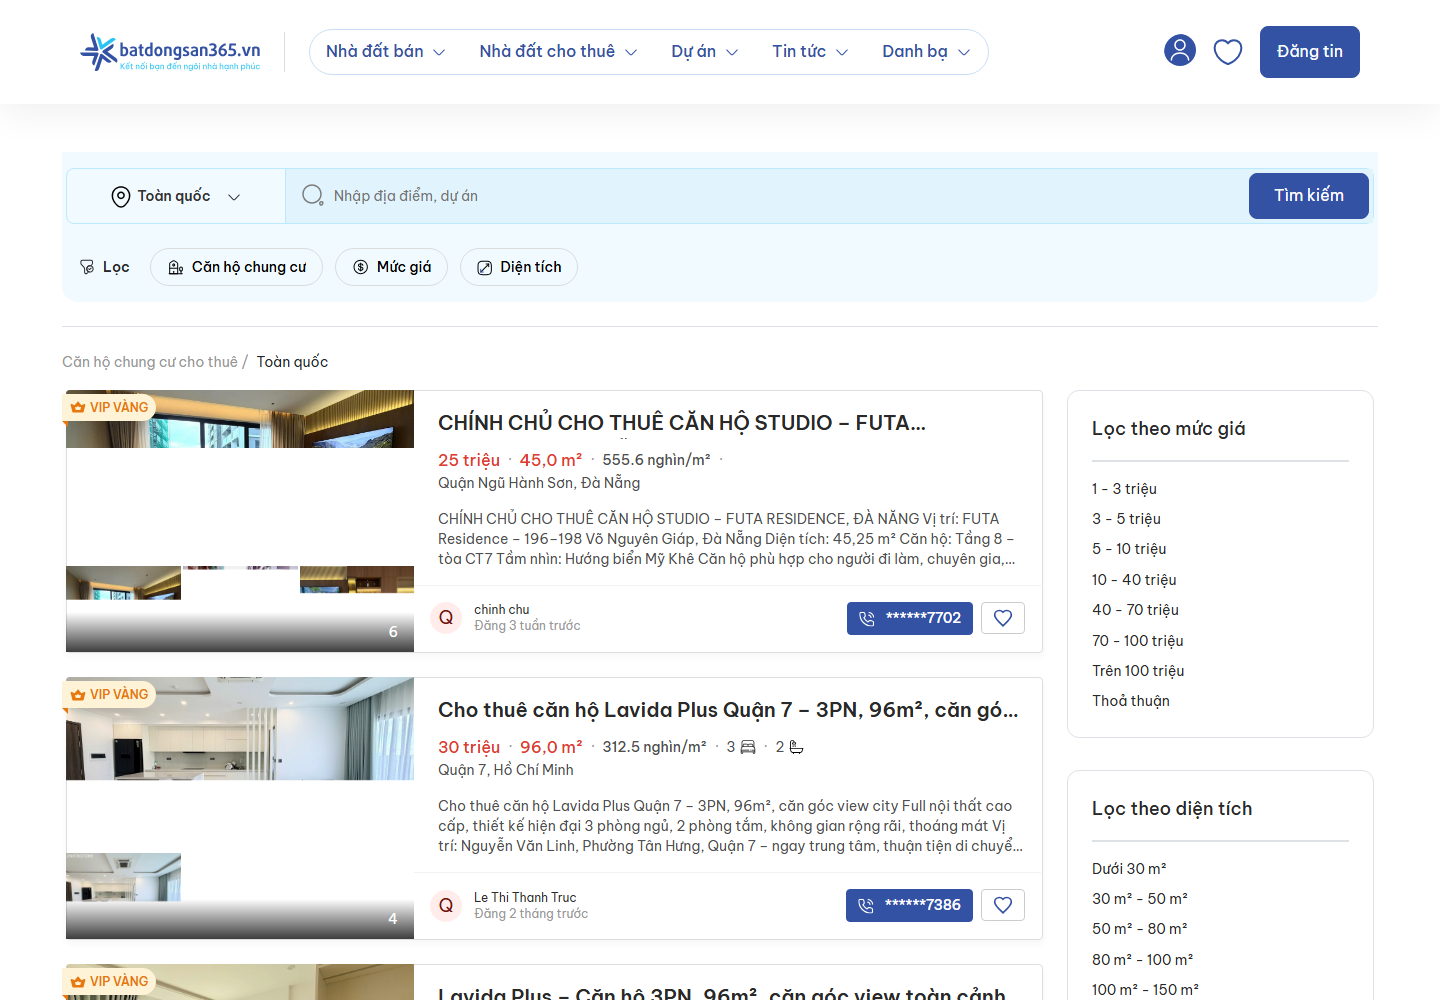 batdongsan365.vn
Kết nối bạn đến ngôi nhà hạnh phúc
Nhà đất bán
Nhà đất cho thuê
Dự án
Tin tức
Danh bạ
Đăng tin
Toàn quốc
Nhập địa điểm, dự án
Tìm kiếm
Lọc
Căn hộ chung cư
Mức giá
Diện tích
Căn hộ chung cư cho thuê / Toàn quốc
VIP VÀNG
6
CHÍNH CHỦ CHO THUÊ CĂN HỘ STUDIO – FUTA...
25 triệu · 45,0 m² · 555.6 nghìn/m² ·
Quận Ngũ Hành Sơn, Đà Nẵng
CHÍNH CHỦ CHO THUÊ CĂN HỘ STUDIO – FUTA RESIDENCE, ĐÀ NẴNG Vị trí: FUTA
Residence – 196–198 Võ Nguyên Giáp, Đà Nẵng Diện tích: 45,25 m² Căn hộ: Tầng 8 –
tòa CT7 Tầm nhìn: Hướng biển Mỹ Khê Căn hộ phù hợp cho người đi làm, chuyên gia,...
Q
chinh chu
Đăng 3 tuần trước
******7702
VIP VÀNG
4
Cho thuê căn hộ Lavida Plus Quận 7 – 3PN, 96m², căn gó...
30 triệu · 96,0 m² · 312.5 nghìn/m² · 3 · 2
Quận 7, Hồ Chí Minh
Cho thuê căn hộ Lavida Plus Quận 7 – 3PN, 96m², căn góc view city Full nội thất cao
cấp, thiết kế hiện đại 3 phòng ngủ, 2 phòng tắm, không gian rộng rãi, thoáng mát Vị
trí: Nguyễn Văn Linh, Phường Tân Hưng, Quận 7 – ngay trung tâm, thuận tiện di chuyể...
Q
Le Thi Thanh Truc
Đăng 2 tháng trước
******7386
VIP VÀNG
Lavida Plus – Căn hộ 3PN, 96m², căn góc view toàn cảnh
Lọc theo mức giá
1 - 3 triệu
3 - 5 triệu
5 - 10 triệu
10 - 40 triệu
40 - 70 triệu
70 - 100 triệu
Trên 100 triệu
Thoả thuận
Lọc theo diện tích
Dưới 30 m²
30 m² - 50 m²
50 m² - 80 m²
80 m² - 100 m²
100 m² - 150 m²